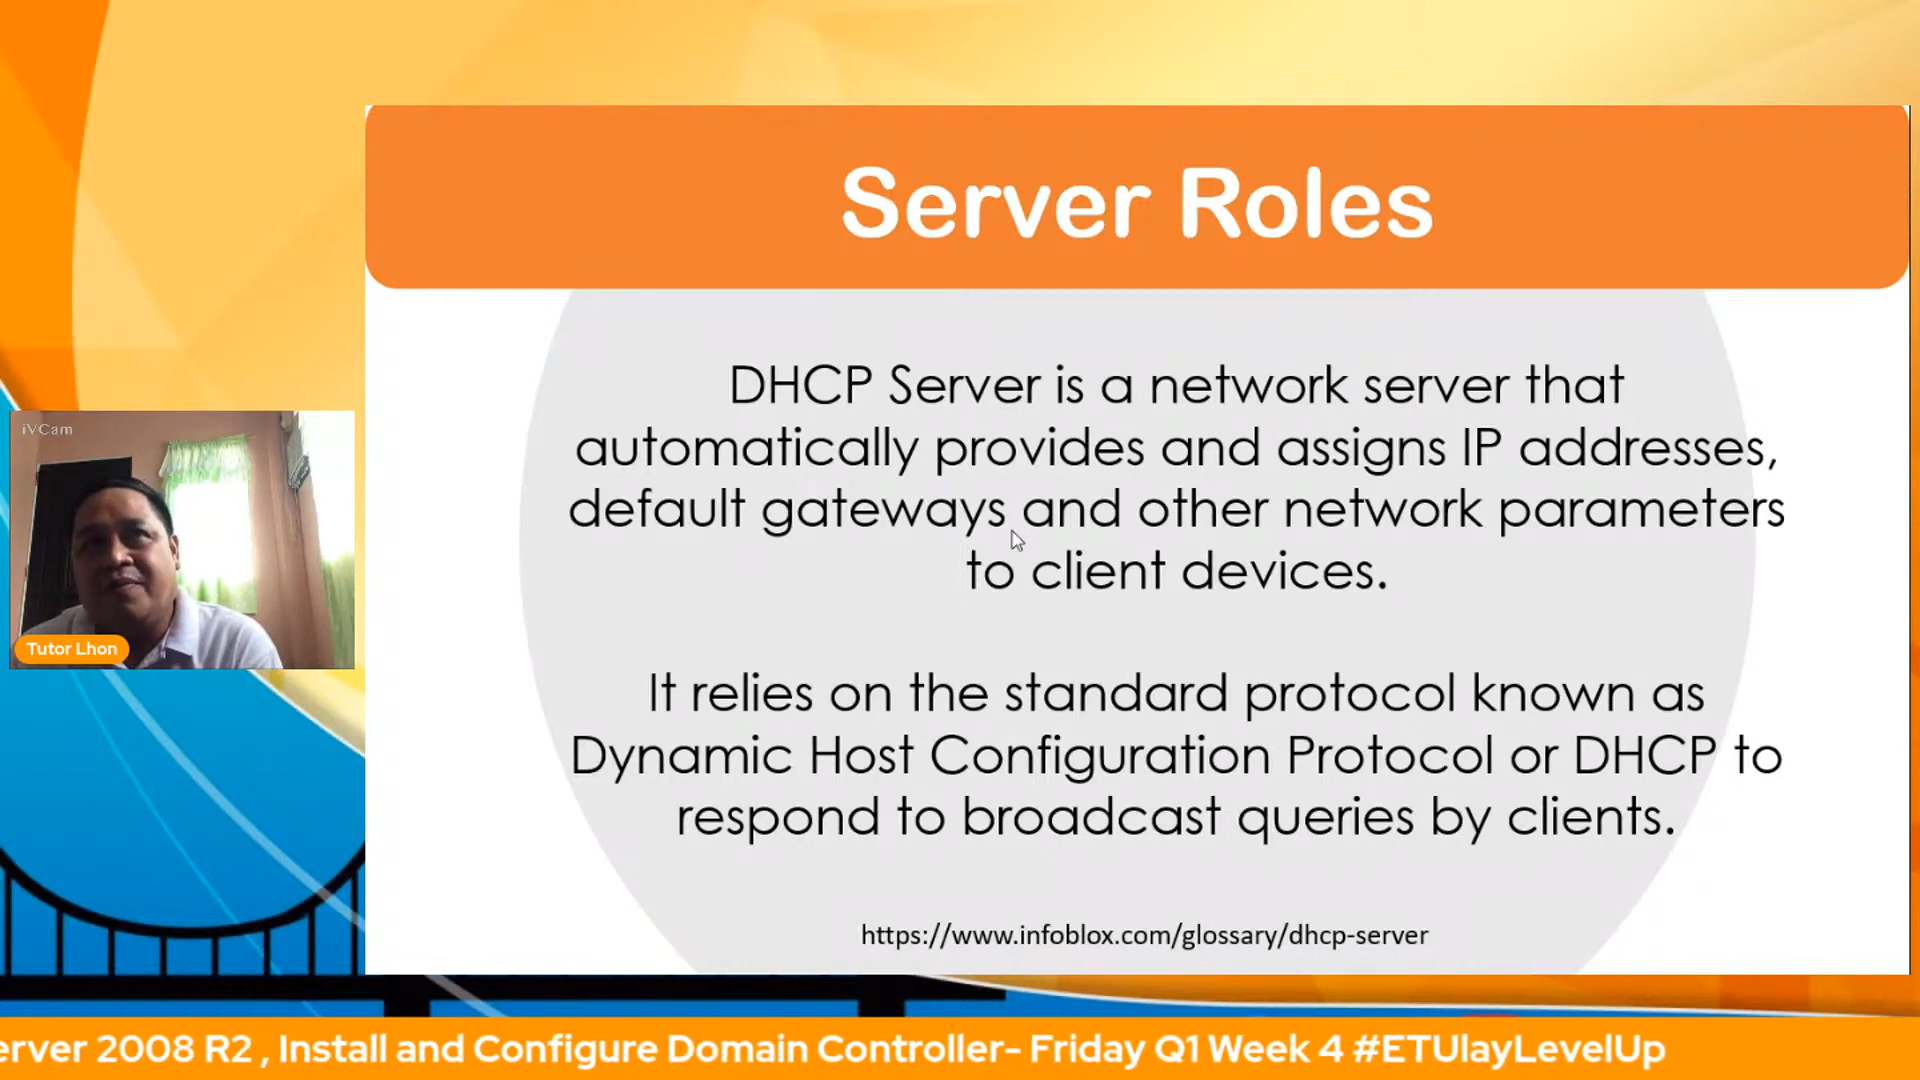 Server Roles
DHCP Server is a network server that
automatically provides and assigns IP addresses,
default gateways and other network parameters
to client devices.
It relies on the standard protocol known as
Dynamic Host Configuration Protocol or DHCP to
respond to broadcast queries by clients.
https://www.infoblox.com/glossary/dhcp-server
iVCam
Tutor Lhon
erver 2008 R2 , Install and Configure Domain Controller- Friday Q1 Week 4 #ETUlayLevelUp